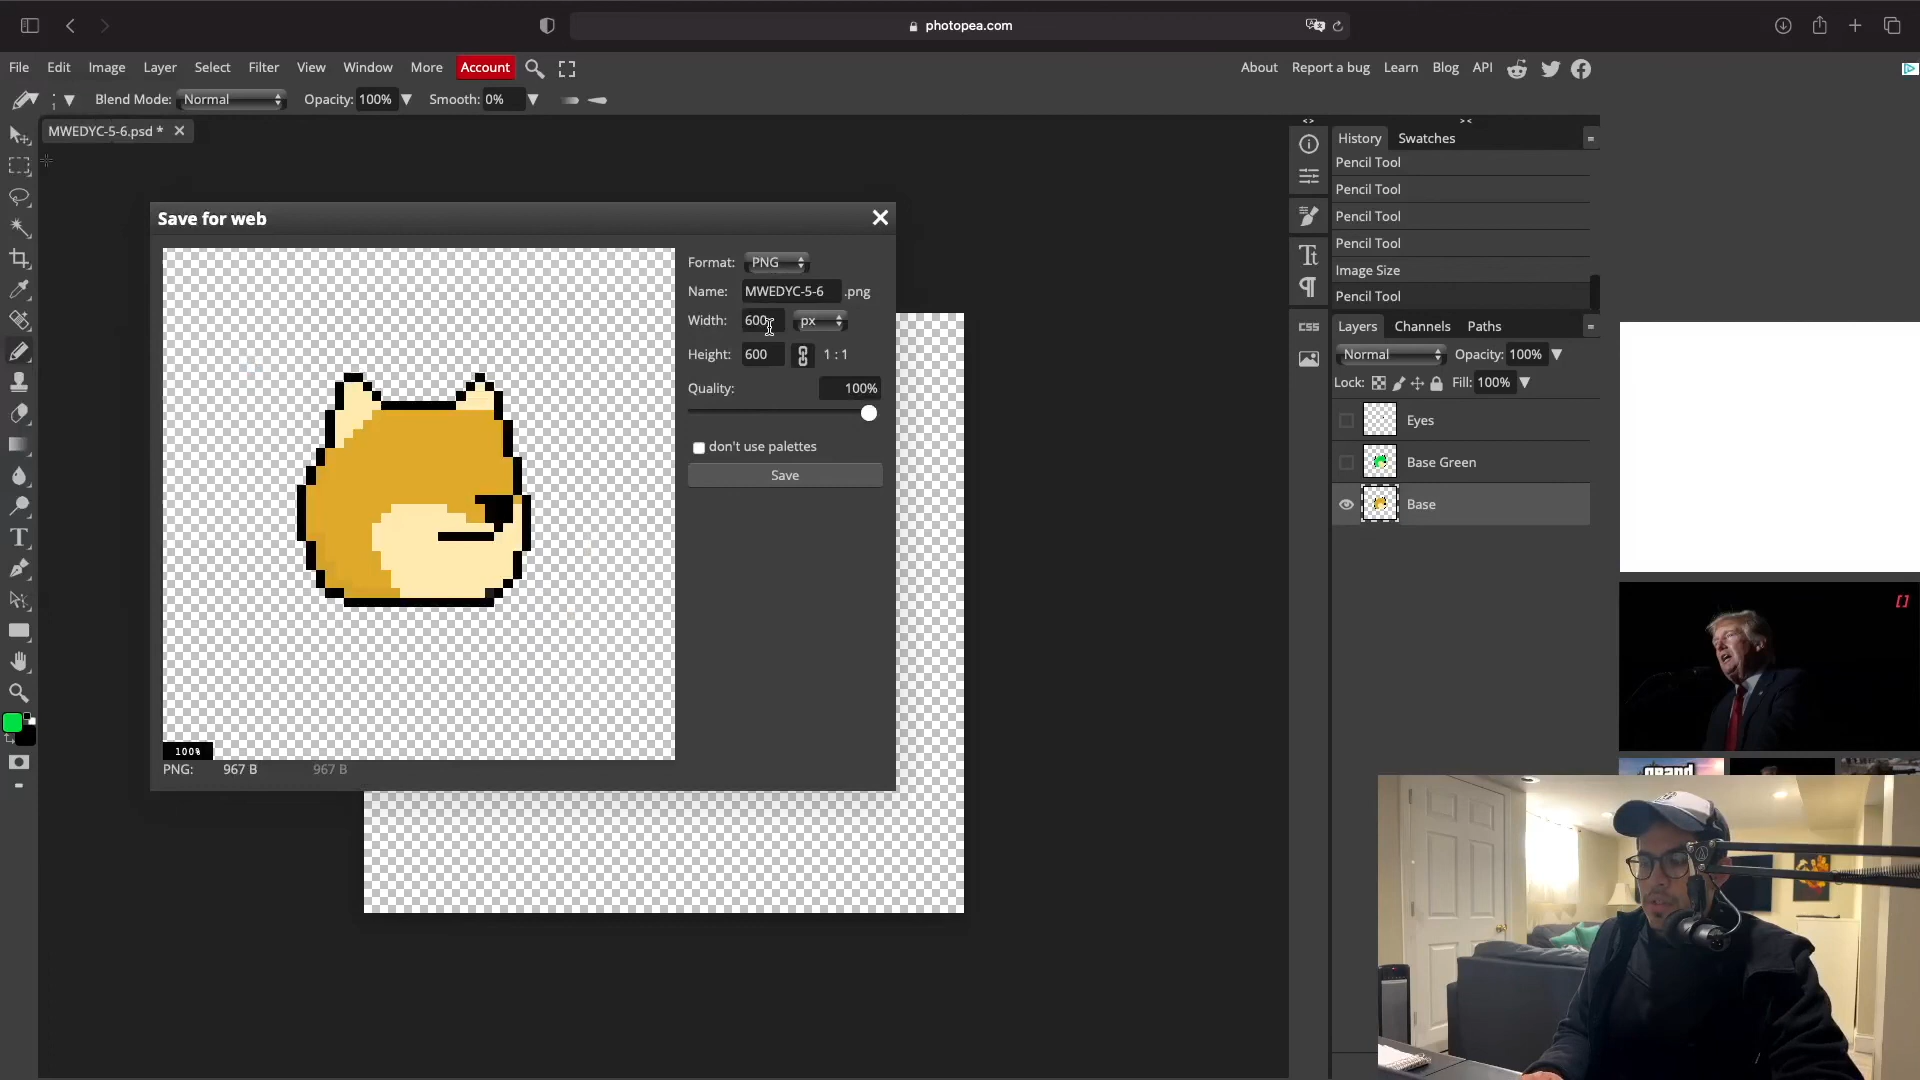 photopea.com
File Edit Image Layer Select Filter View Window More Account About Report a bug Learn Blog API
1 Blend Mode: Normal Opacity: 100% Smooth: 0%
MWEDYC-5-6.psd *
History Swatches
Pencil Tool
Pencil Tool
Pencil Tool
Pencil Tool
Image Size
Pencil Tool
Save for web
Format: PNG
Name: MWEDYC-5-6 .png
Width: 600 px
Height: 600 1 : 1
Quality: 100%
don't use palettes
Save
100%
PNG: 967 B 967 B
CSS
Layers Channels Paths
Normal Opacity: 100%
Lock: Fill: 100%
Eyes
Base Green
Base
grand